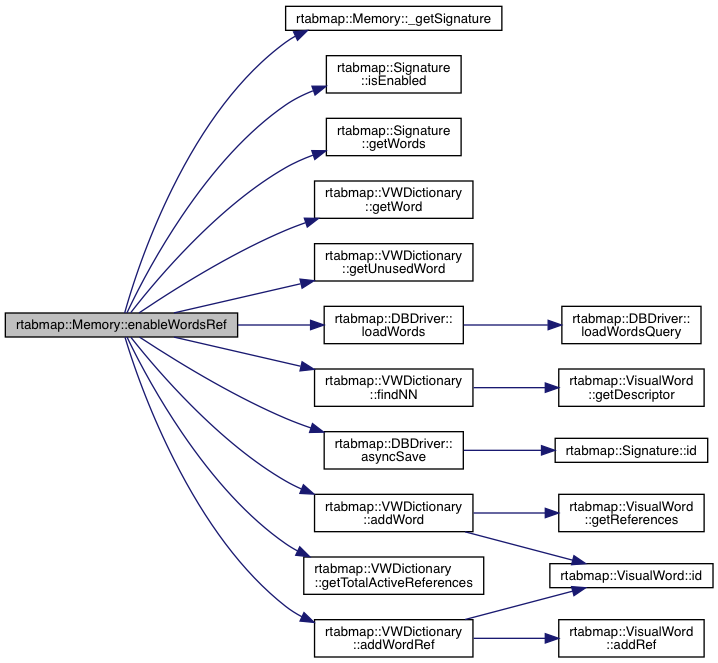 rtabmap::Memory::enableWordsRef
rtabmap::Memory::_getSignature
rtabmap::Signature
::isEnabled
rtabmap::Signature
::getWords
rtabmap::VWDictionary
::getWord
rtabmap::VWDictionary
::getUnusedWord
rtabmap::DBDriver::
loadWords
rtabmap::DBDriver::
loadWordsQuery
rtabmap::VWDictionary
::findNN
rtabmap::VisualWord
::getDescriptor
rtabmap::DBDriver::
asyncSave
rtabmap::Signature::id
rtabmap::VWDictionary
::addWord
rtabmap::VisualWord
::getReferences
rtabmap::VisualWord::id
rtabmap::VWDictionary
::getTotalActiveReferences
rtabmap::VWDictionary
::addWordRef
rtabmap::VisualWord
::addRef